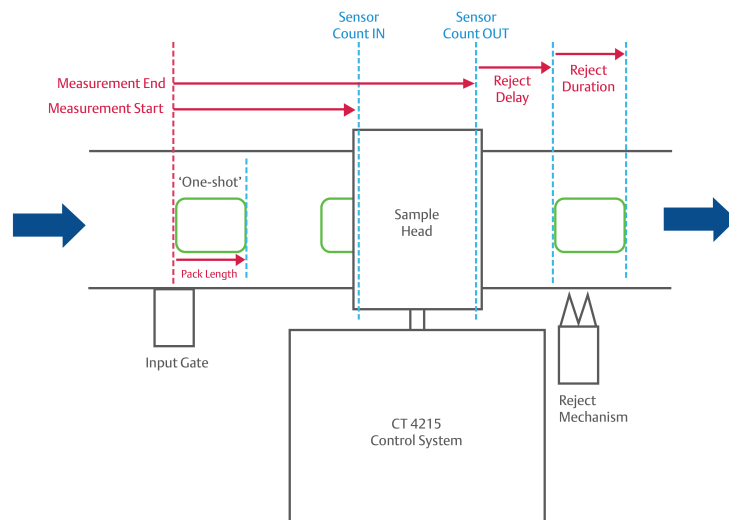 Sensor
Count IN
Sensor
Count OUT
Measurement End
Measurement Start
Reject
Delay
Reject
Duration
'One-shot'
Pack Length
Sample
Head
Input Gate
CT 4215
Control System
Reject
Mechanism